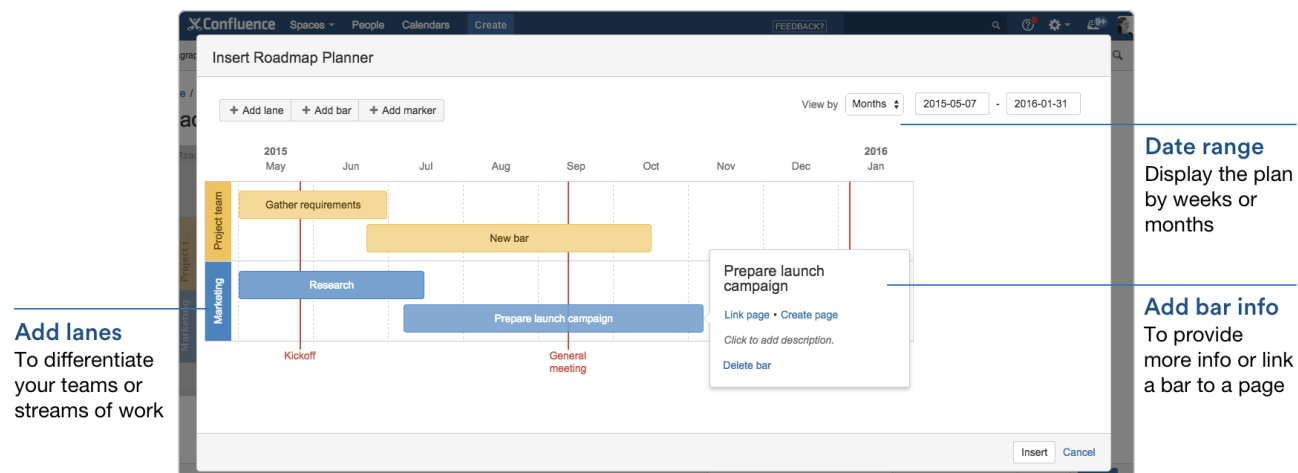 Confluence Spaces People Calendars Create FEEDBACK? 9+
Insert Roadmap Planner
+ Add lane + Add bar + Add marker
View by Months 2015-05-07 - 2016-01-31
2015 2016
May Jun Jul Aug Sep Oct Nov Dec Jan
Project team
Gather requirements
New bar
Marketing
Research
Prepare launch campaign
Kickoff
General
meeting
Prepare launch
campaign
Link page • Create page
Click to add description.
Delete bar
Insert Cancel
Date range
Display the plan
by weeks or
months
Add bar info
To provide
more info or link
a bar to a page
Add lanes
To differentiate
your teams or
streams of work
Project t...
Marketing